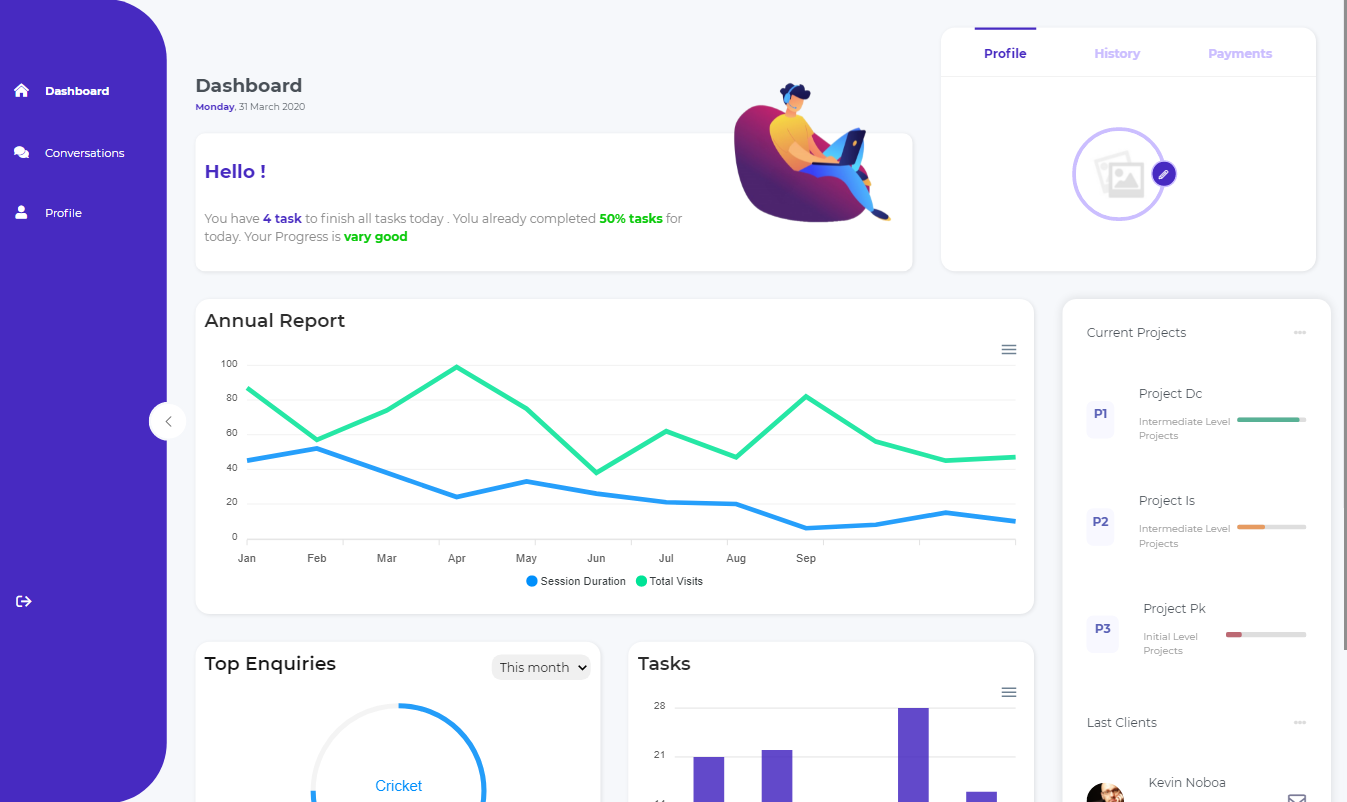 Dashboard
Conversations
Profile
Dashboard
Monday, 31 March 2020
Hello !
You have 4 task to finish all tasks today . Yolu already completed 50% tasks for
today. Your Progress is vary good
Profile
History
Payments
Annual Report
100
80
60
40
20
0
Jan Feb Mar Apr May Jun Jul Aug Sep
Session Duration Total Visits
Current Projects
P1
Project Dc
Intermediate Level
Projects
P2
Project Is
Intermediate Level
Projects
P3
Project Pk
Initial Level
Projects
Last Clients
Kevin Noboa
Top Enquiries
This month
Cricket
Tasks
28
21